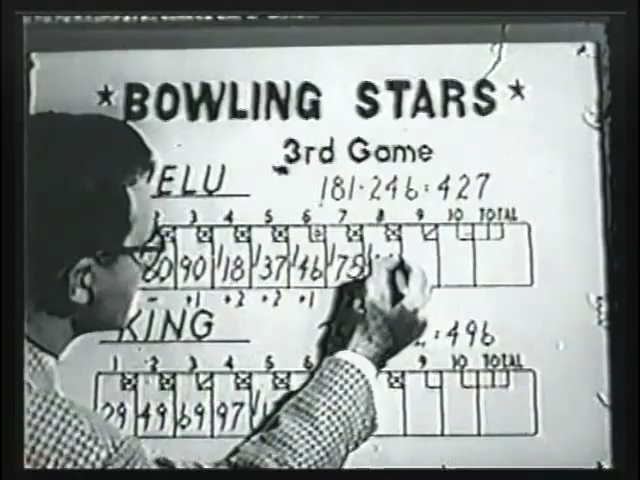 ★BOWLING STARS★
3rd Game
ELU 181-246=427
3 4 5 6 7 8 9 10 TOTAL
60 90 118 137 146 175
- +1 +2 +2 +1
KING =496
1 2 3 4 5 6 9 10 TOTAL
29 49 69 97